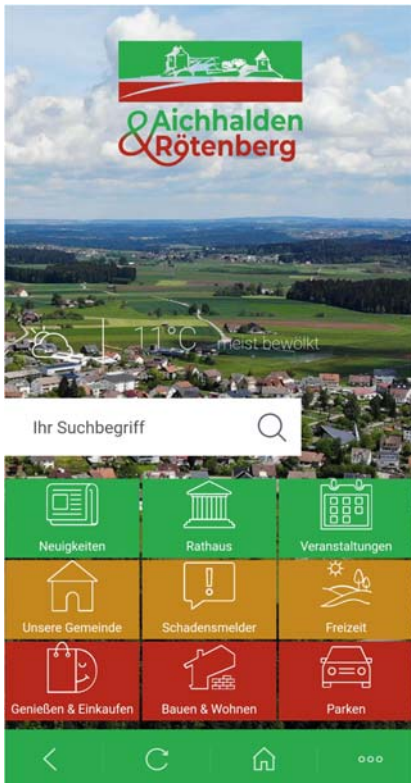 Aichhalden
& Rötenberg
11°C meist bewölkt
Ihr Suchbegriff
Neuigkeiten Rathaus Veranstaltungen
Unsere Gemeinde Schadensmelder Freizeit
Genießen & Einkaufen Bauen & Wohnen Parken